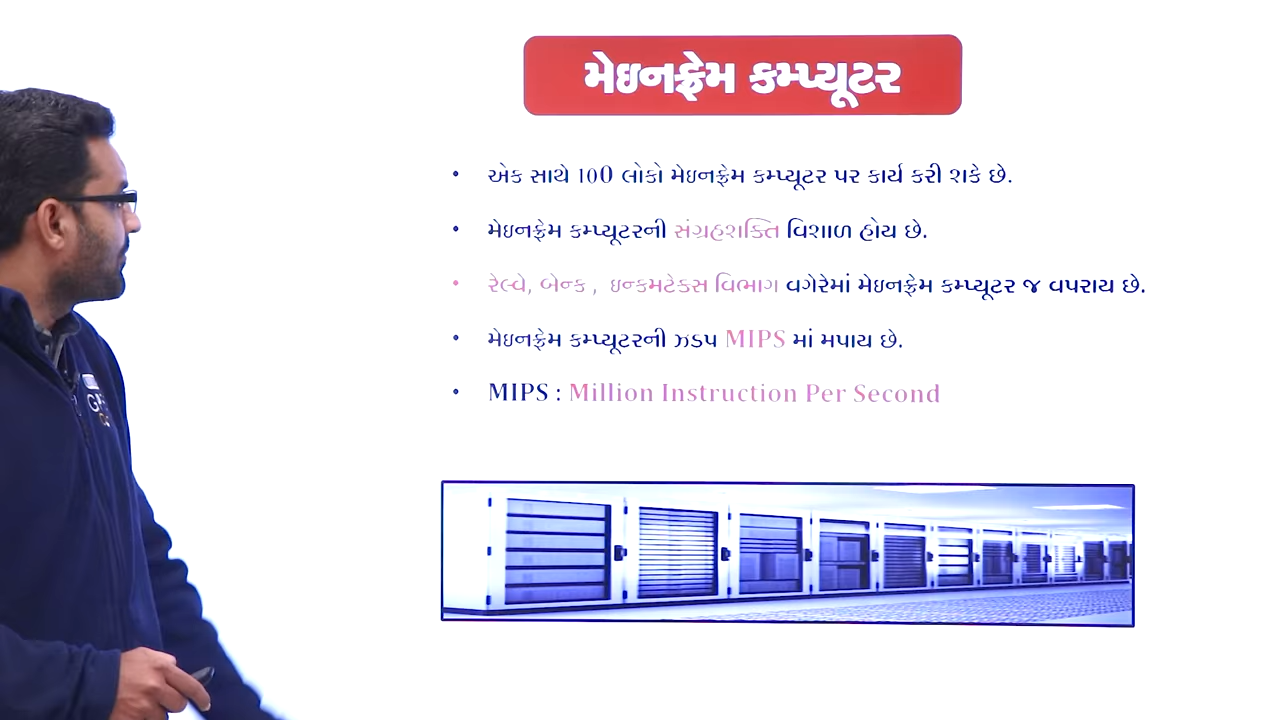 મેઇનફ્રેમ કમ્પ્યૂટર
• એક સાથે 100 લોકો મેઇનફ્રેમ કમ્પ્યૂટર પર કાર્ય કરી શકે છે.
• મેઇનફ્રેમ કમ્પ્યૂટરની સંગ્રહશક્તિ વિશાળ હોય છે.
• રેલ્વે, બેન્ક , ઇન્કમટેક્સ વિભાગ વગેરેમાં મેઇનફ્રેમ કમ્પ્યૂટર જ વપરાય છે.
• મેઇનફ્રેમ કમ્પ્યૂટરની ઝડપ MIPS માં મપાય છે.
• MIPS : Million Instruction Per Second